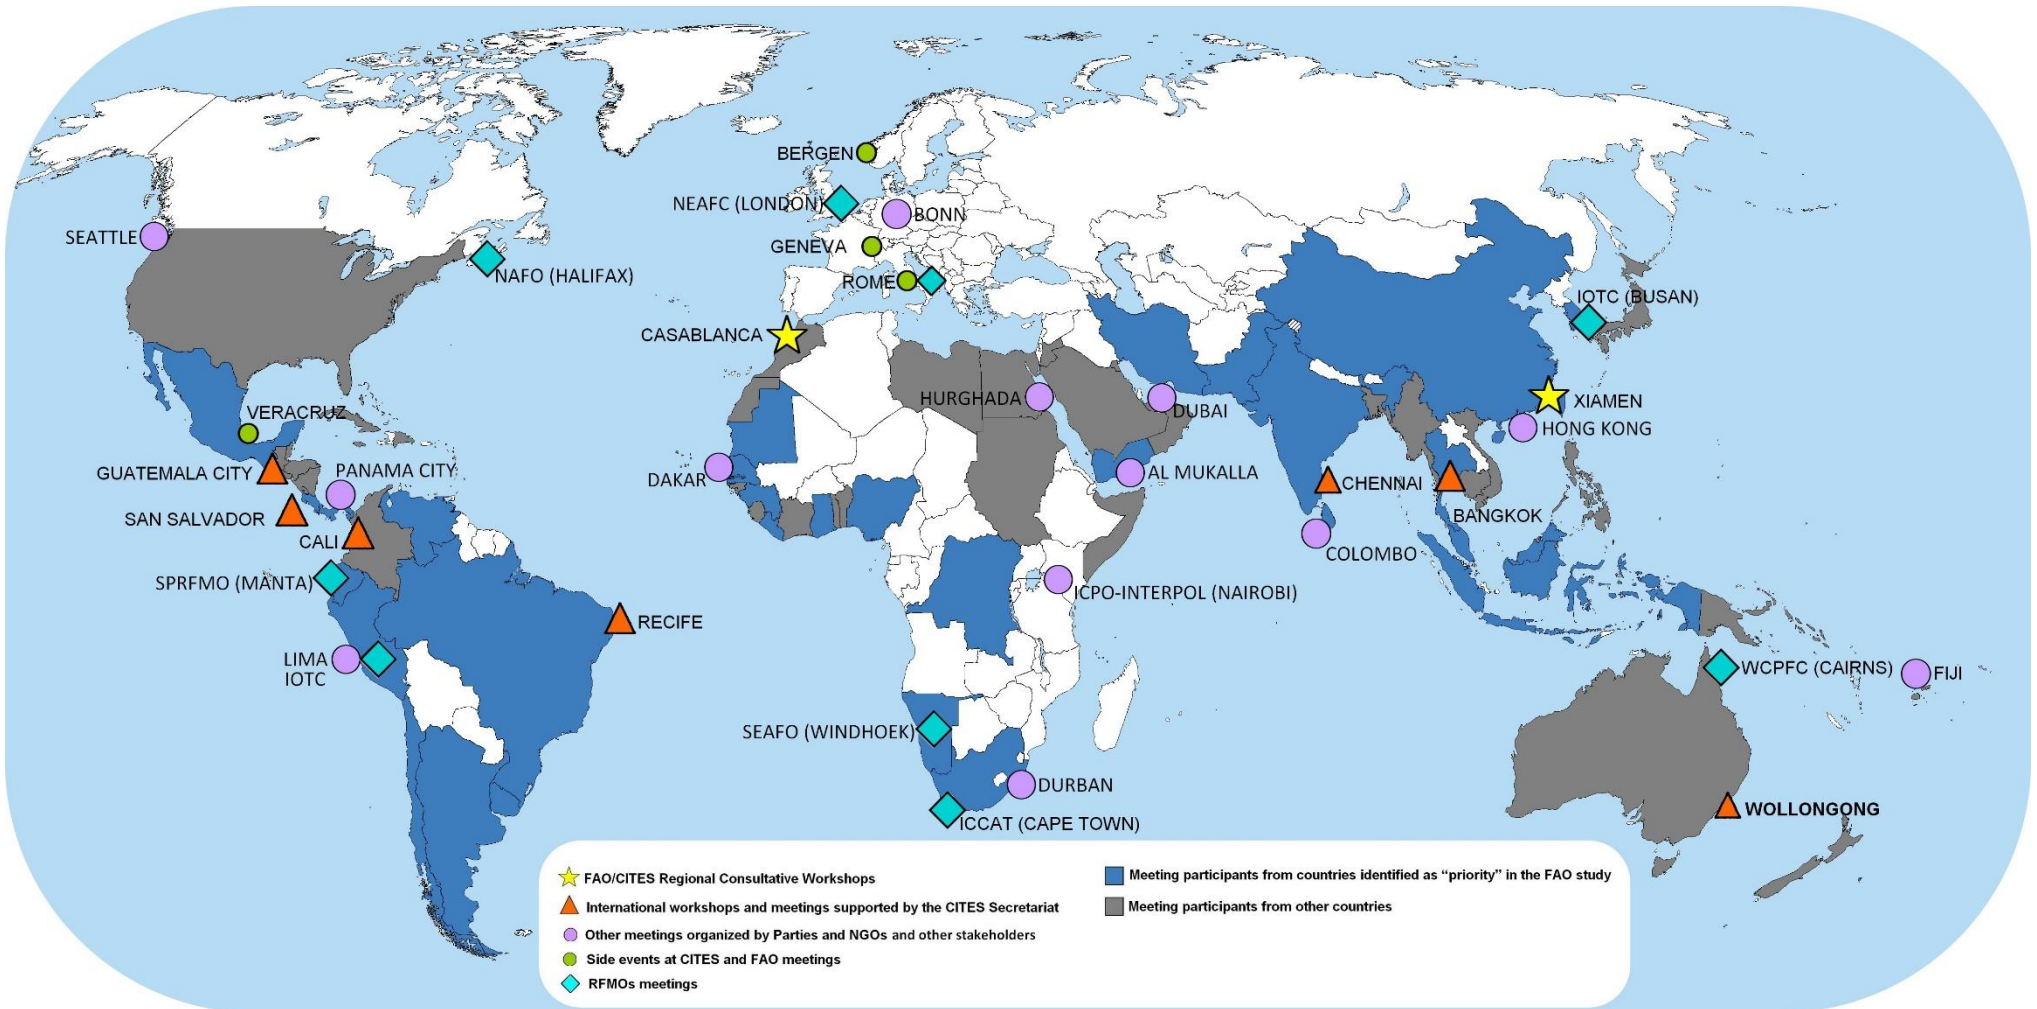 BERGEN
NEAFC (LONDON)
BONN
SEATTLE
GENEVA
NAFO (HALIFAX)
ROME
IOTC (BUSAN)
CASABLANCA
HURGHADA
DUBAI
XIAMEN
VERACRUZ
HONG KONG
GUATEMALA CITY
PANAMA CITY
DAKAR
AL MUKALLA
CHENNAI
SAN SALVADOR
BANGKOK
CALI
COLOMBO
SPRFMO (MANTA)
ICPO-INTERPOL (NAIROBI)
RECIFE
LIMA
IOTC
WCPFC (CAIRNS)
FIJI
SEAFO (WINDHOEK)
DURBAN
WOLLONGONG
ICCAT (CAPE TOWN)
FAO/CITES Regional Consultative Workshops
International workshops and meetings supported by the CITES Secretariat
Other meetings organized by Parties and NGOs and other stakeholders
Side events at CITES and FAO meetings
RFMOs meetings
Meeting participants from countries identified as “priority” in the FAO study
Meeting participants from other countries